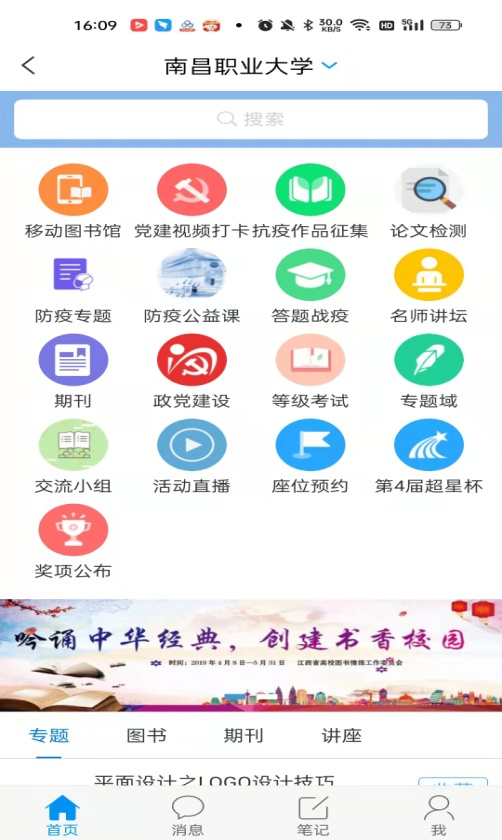 16:09
30.0
KB/S
HD
5G
73
南昌职业大学
搜索
移动图书馆 党建视频打卡 抗疫作品征集 论文检测
防疫专题 防疫公益课 答题战疫 名师讲坛
期刊 政党建设 等级考试 专题域
交流小组 活动直播 座位预约 第4届超星杯
奖项公布
吟诵中华经典，创建书香校园
时间：2019年4月8日—5月31日 江西省高校图书情报工作委员会
专题 图书 期刊 讲座
平面设计之LOGO设计技巧
收藏
首页 消息 笔记 我